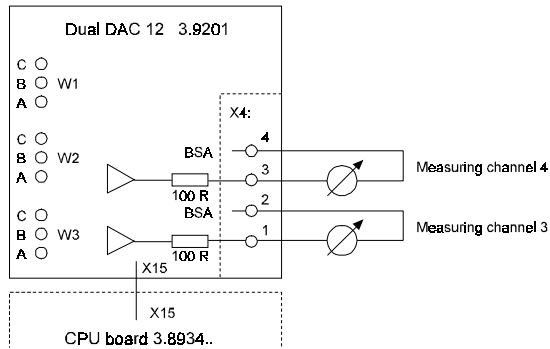 Dual DAC 12 3.9201
C
B W1
A
X4:
C
B W2
A
BSA 4
3
100 R
Measuring channel 4
BSA 2
C
B W3
A
1
100 R
Measuring channel 3
X15
X15
CPU board 3.8934..